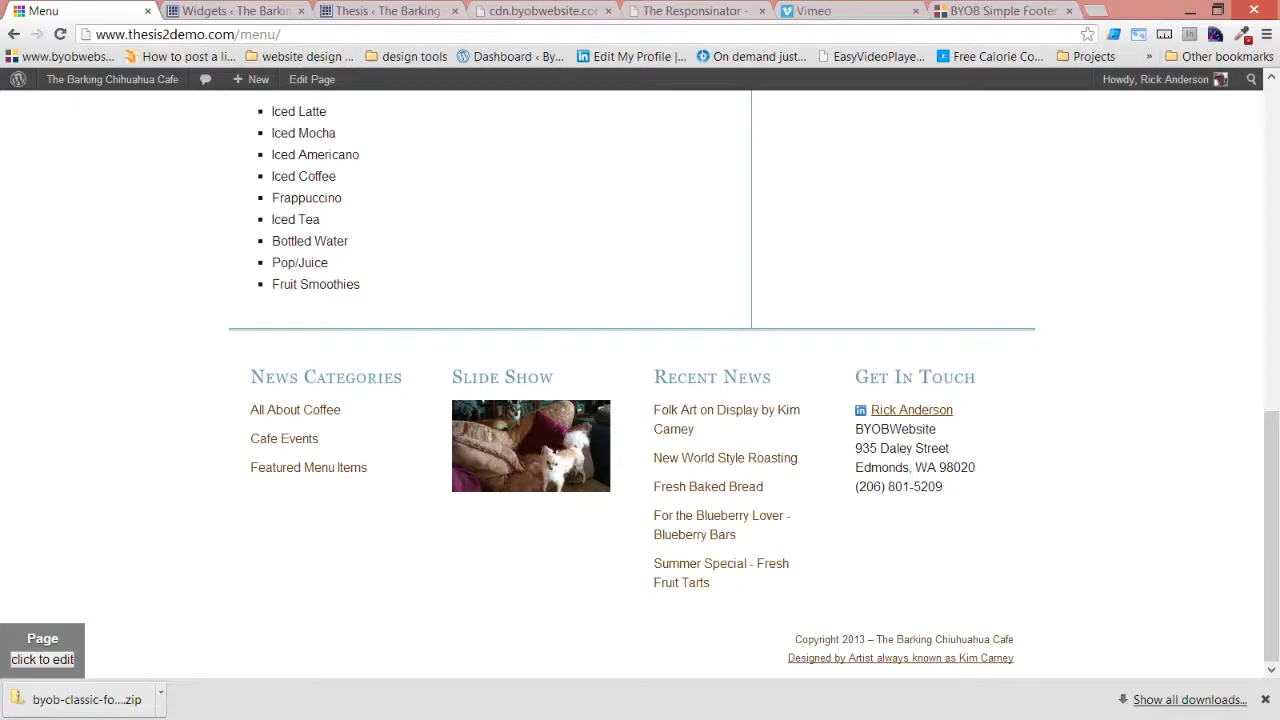 Menu
Widgets ‹ The Barkin
Thesis ‹ The Barking
cdn.byobwebsite.co
The Responsinator -
Vimeo
BYOB Simple Footer
www.thesis2demo.com/menu/
www.byobwebs...
How to post a li...
website design ...
design tools
Dashboard ‹ By...
Edit My Profile |...
On demand just...
EasyVideoPlaye...
Free Calorie Co...
Projects
»
Other bookmarks
The Barking Chihuahua Cafe
+ New
Edit Page
Howdy, Rick Anderson
Iced Latte
Iced Mocha
Iced Americano
Iced Coffee
Frappuccino
Iced Tea
Bottled Water
Pop/Juice
Fruit Smoothies
News Categories
All About Coffee
Cafe Events
Featured Menu Items
Slide Show
Recent News
Folk Art on Display by Kim
Carney
New World Style Roasting
Fresh Baked Bread
For the Blueberry Lover -
Blueberry Bars
Summer Special - Fresh
Fruit Tarts
Get In Touch
Rick Anderson
BYOBWebsite
935 Daley Street
Edmonds, WA 98020
(206) 801-5209
Copyright 2013 – The Barking Chiuhuahua Cafe
Designed by Artist always known as Kim Carney
Page
click to edit
byob-classic-fo....zip
Show all downloads...